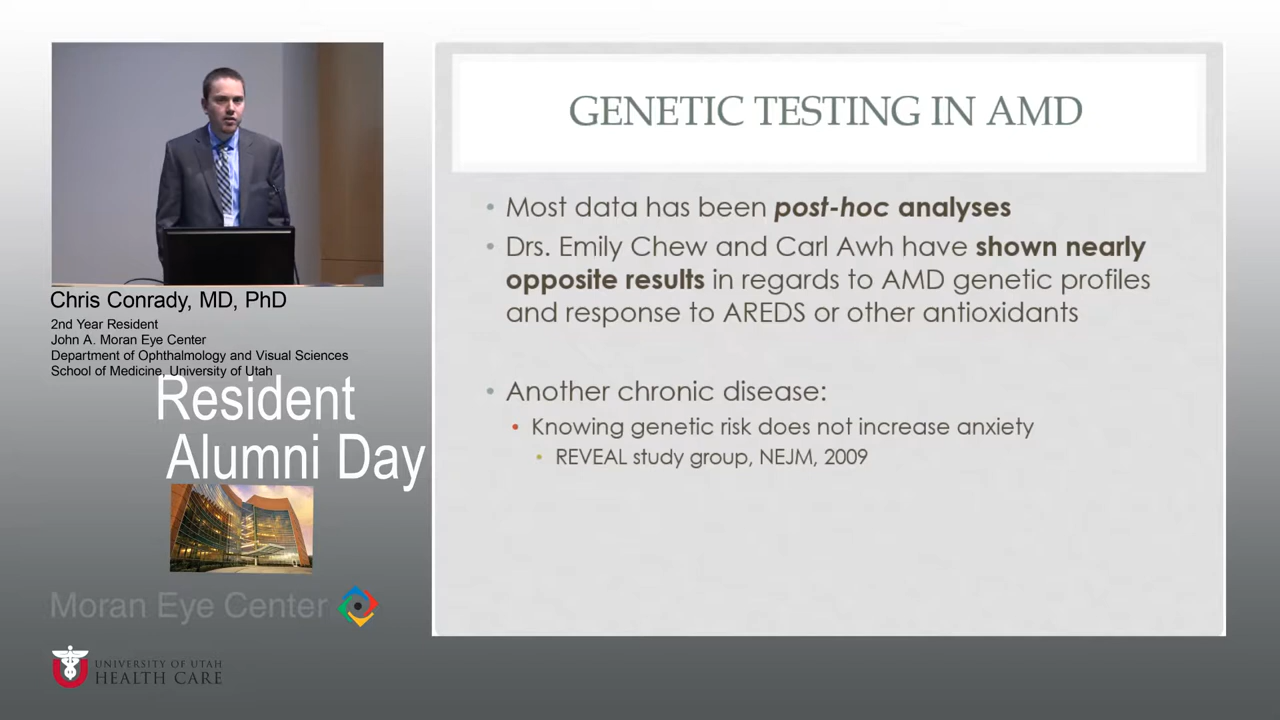 GENETIC TESTING IN AMD
• Most data has been post-hoc analyses
• Drs. Emily Chew and Carl Awh have shown nearly
opposite results in regards to AMD genetic profiles
and response to AREDS or other antioxidants
• Another chronic disease:
• Knowing genetic risk does not increase anxiety
• REVEAL study group, NEJM, 2009
Chris Conrady, MD, PhD
2nd Year Resident
John A. Moran Eye Center
Department of Ophthalmology and Visual Sciences
School of Medicine, University of Utah
Resident
Alumni Day
Moran Eye Center
UNIVERSITY OF UTAH
HEALTH CARE